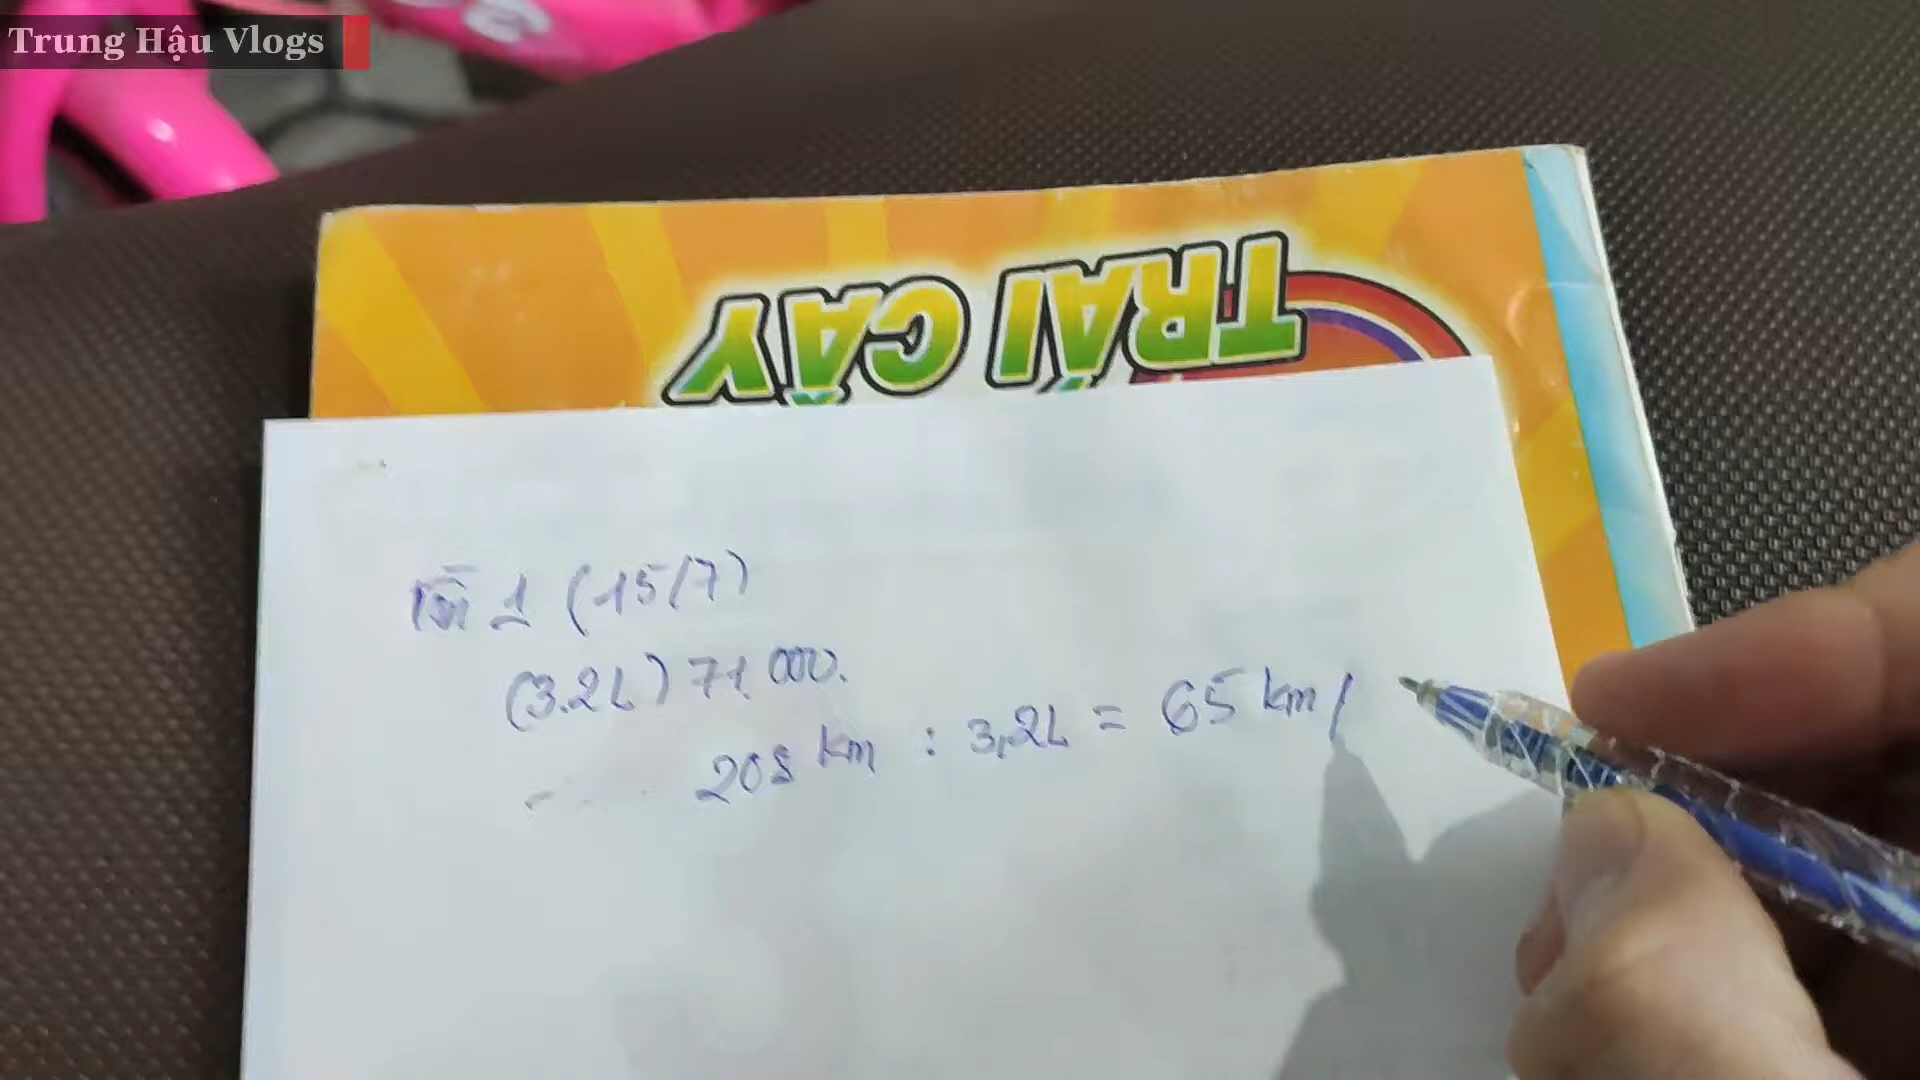 Trung Hậu Vlogs
TRÁI CÂY
1 (15/7)
(3.2L) 71.000.
208 km : 3,2L = 65 km/